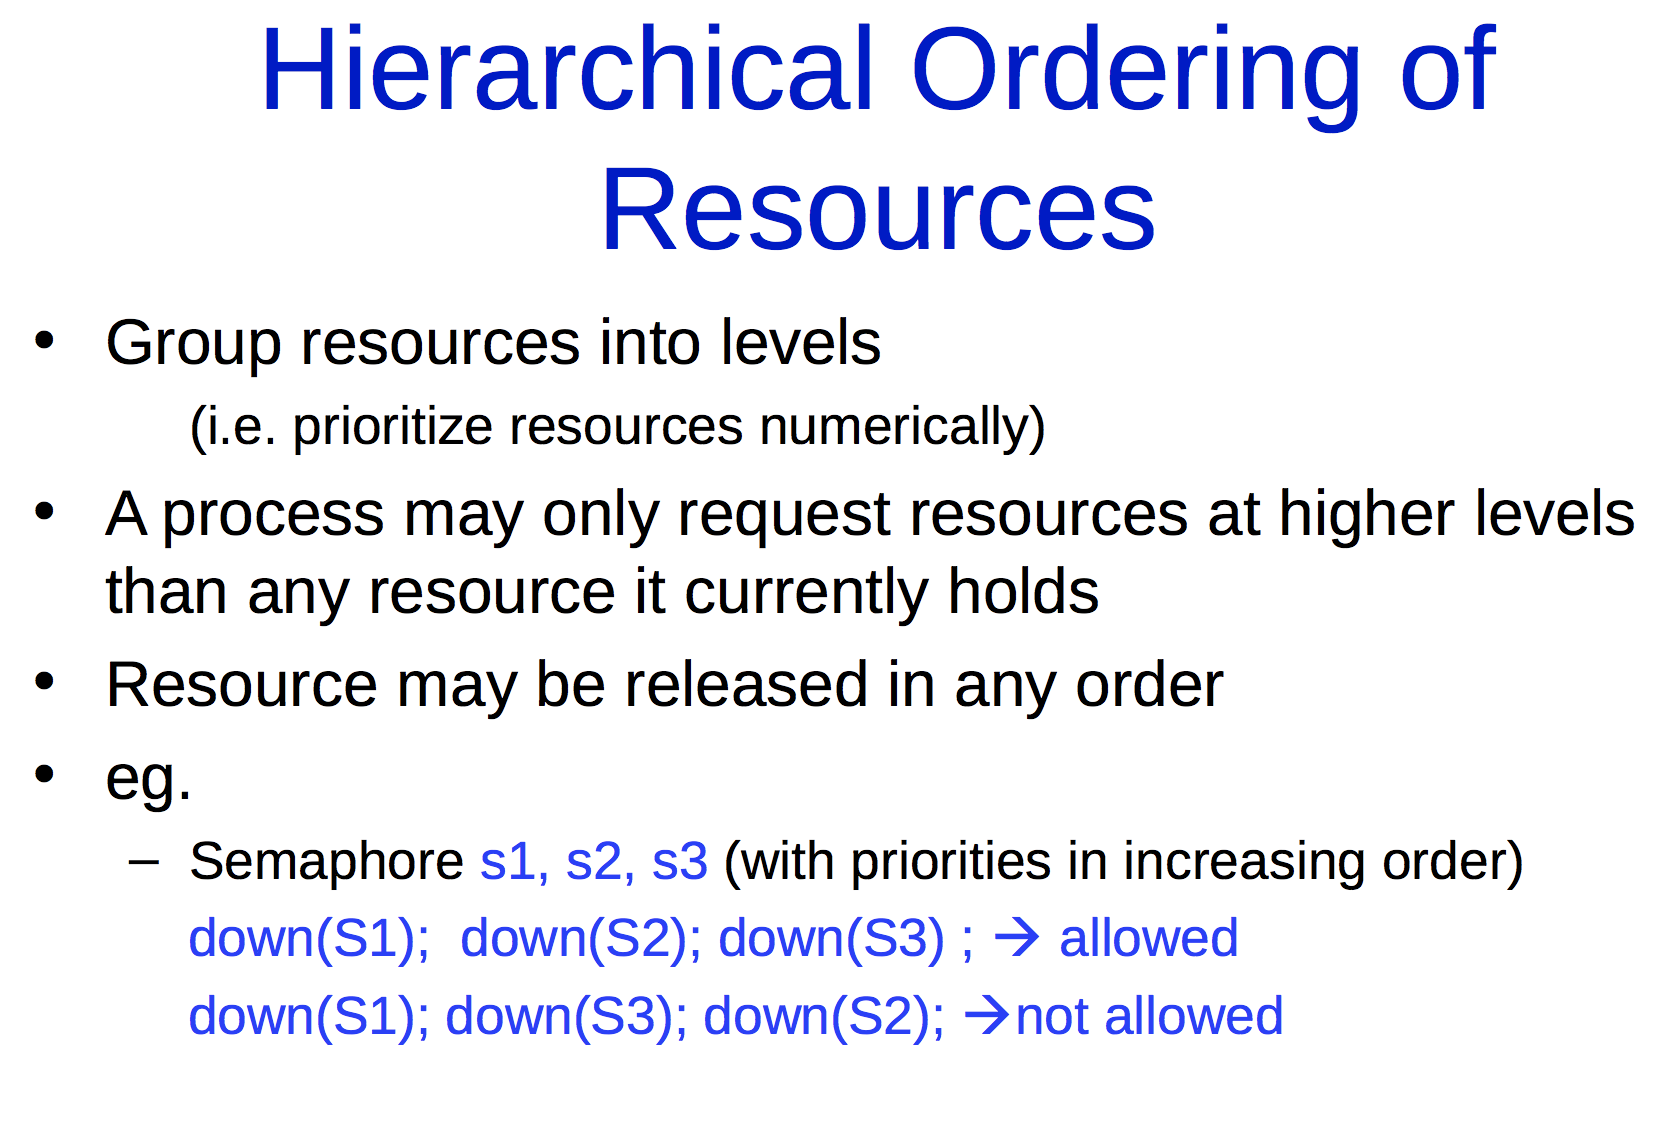 Hierarchical Ordering of
Resources
• Group resources into levels
(i.e. prioritize resources numerically)
• A process may only request resources at higher levels
than any resource it currently holds
• Resource may be released in any order
• eg.
– Semaphore s1, s2, s3 (with priorities in increasing order)
down(S1);  down(S2); down(S3) ; → allowed
down(S1); down(S3); down(S2); →not allowed